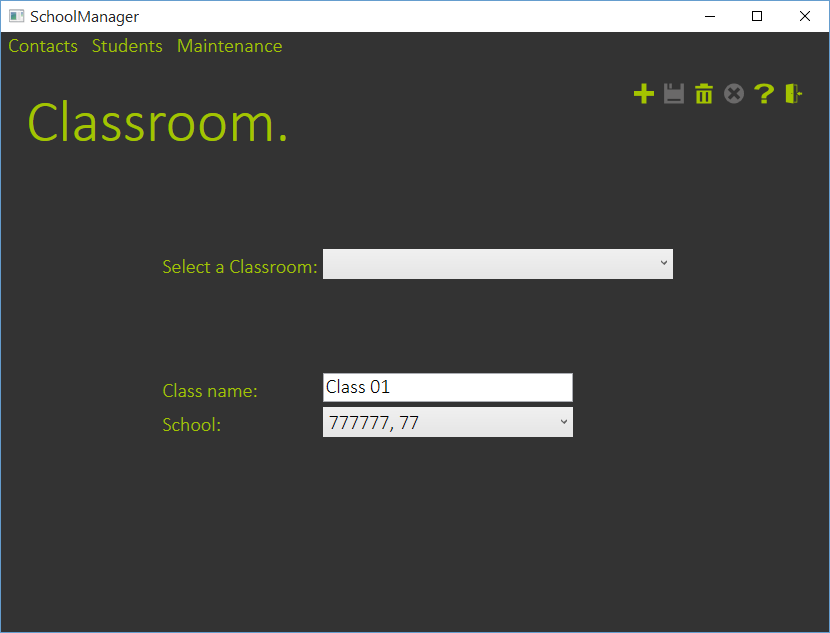 SchoolManager
Contacts Students Maintenance
Classroom.
Select a Classroom:
Class name: Class 01
School: 777777, 77